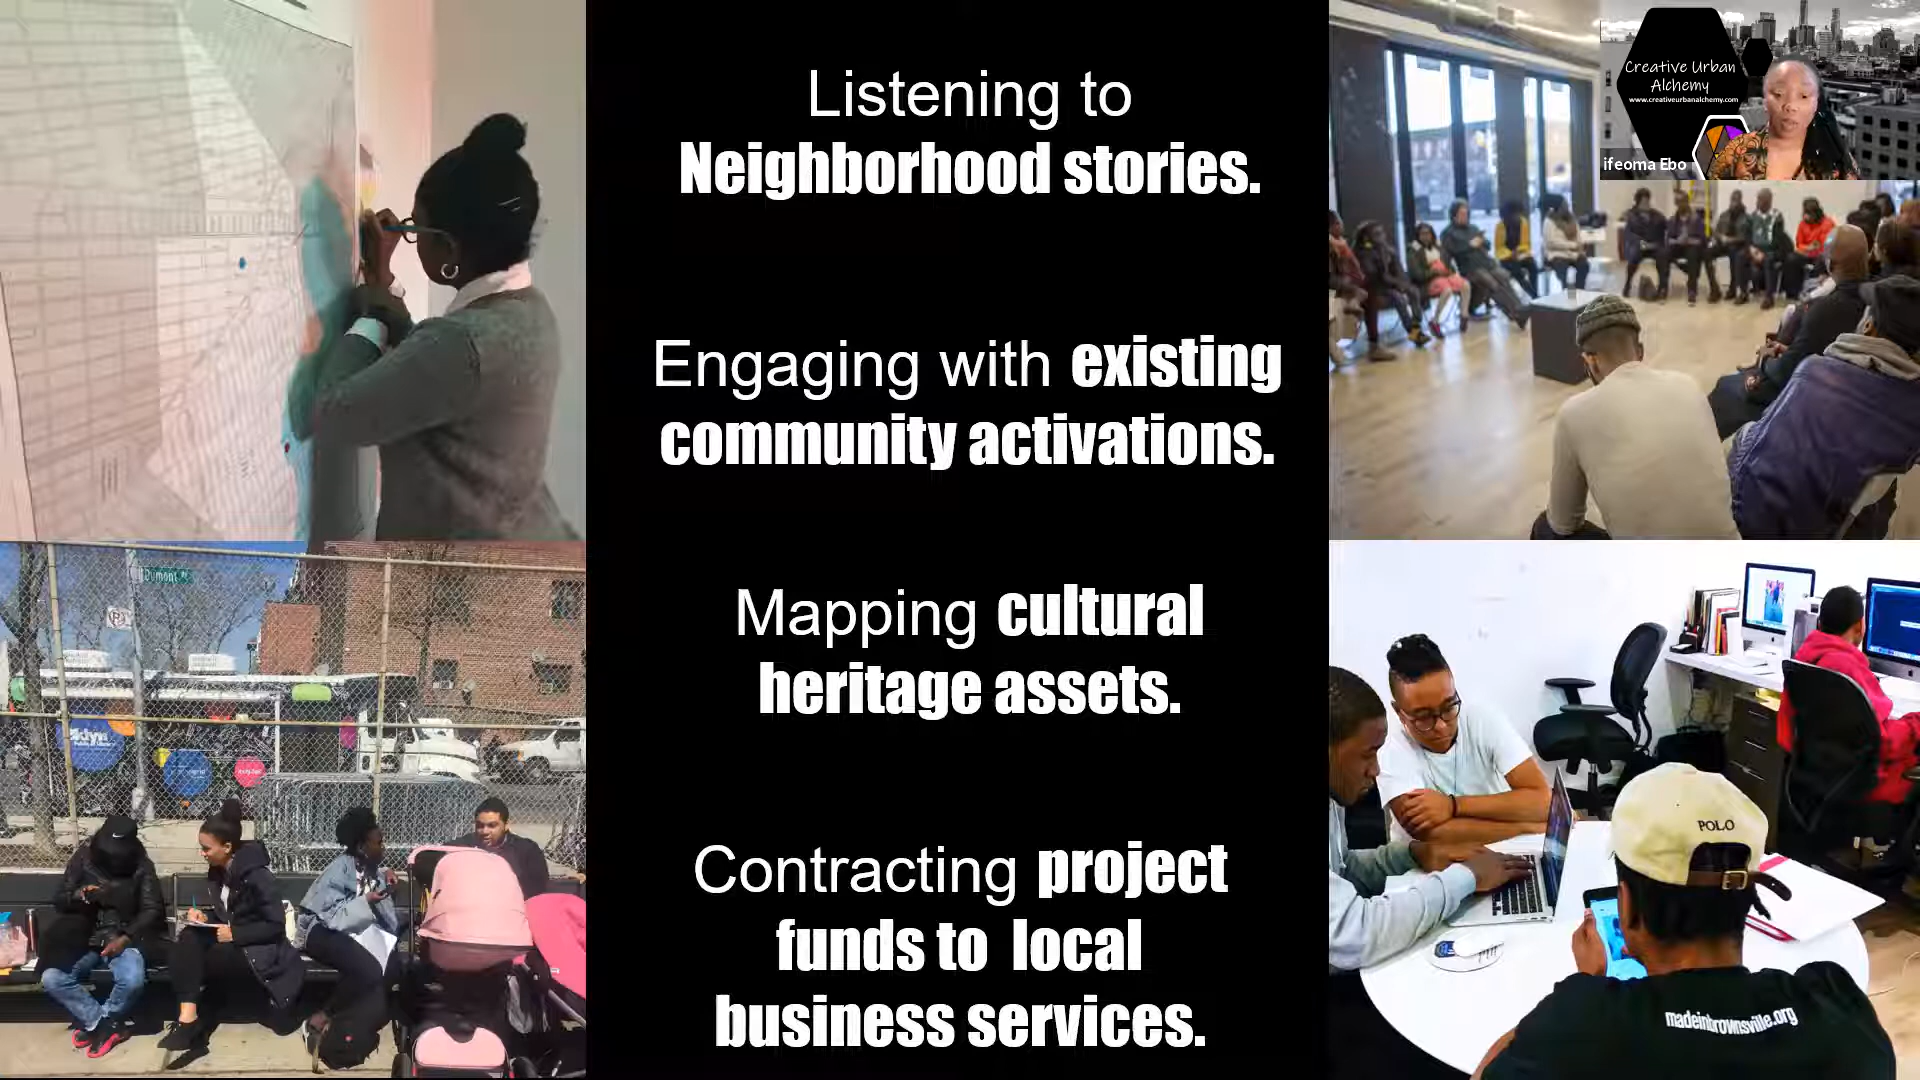 Listening to
Neighborhood stories.
Engaging with existing
community activations.
Mapping cultural
heritage assets.
Contracting project
funds to local
business services.
Creative Urban
Alchemy
www.creativeurbanalchemy.com
ifeoma Ebo
Dumont
klyn
POLO
madeinbrownsville.org